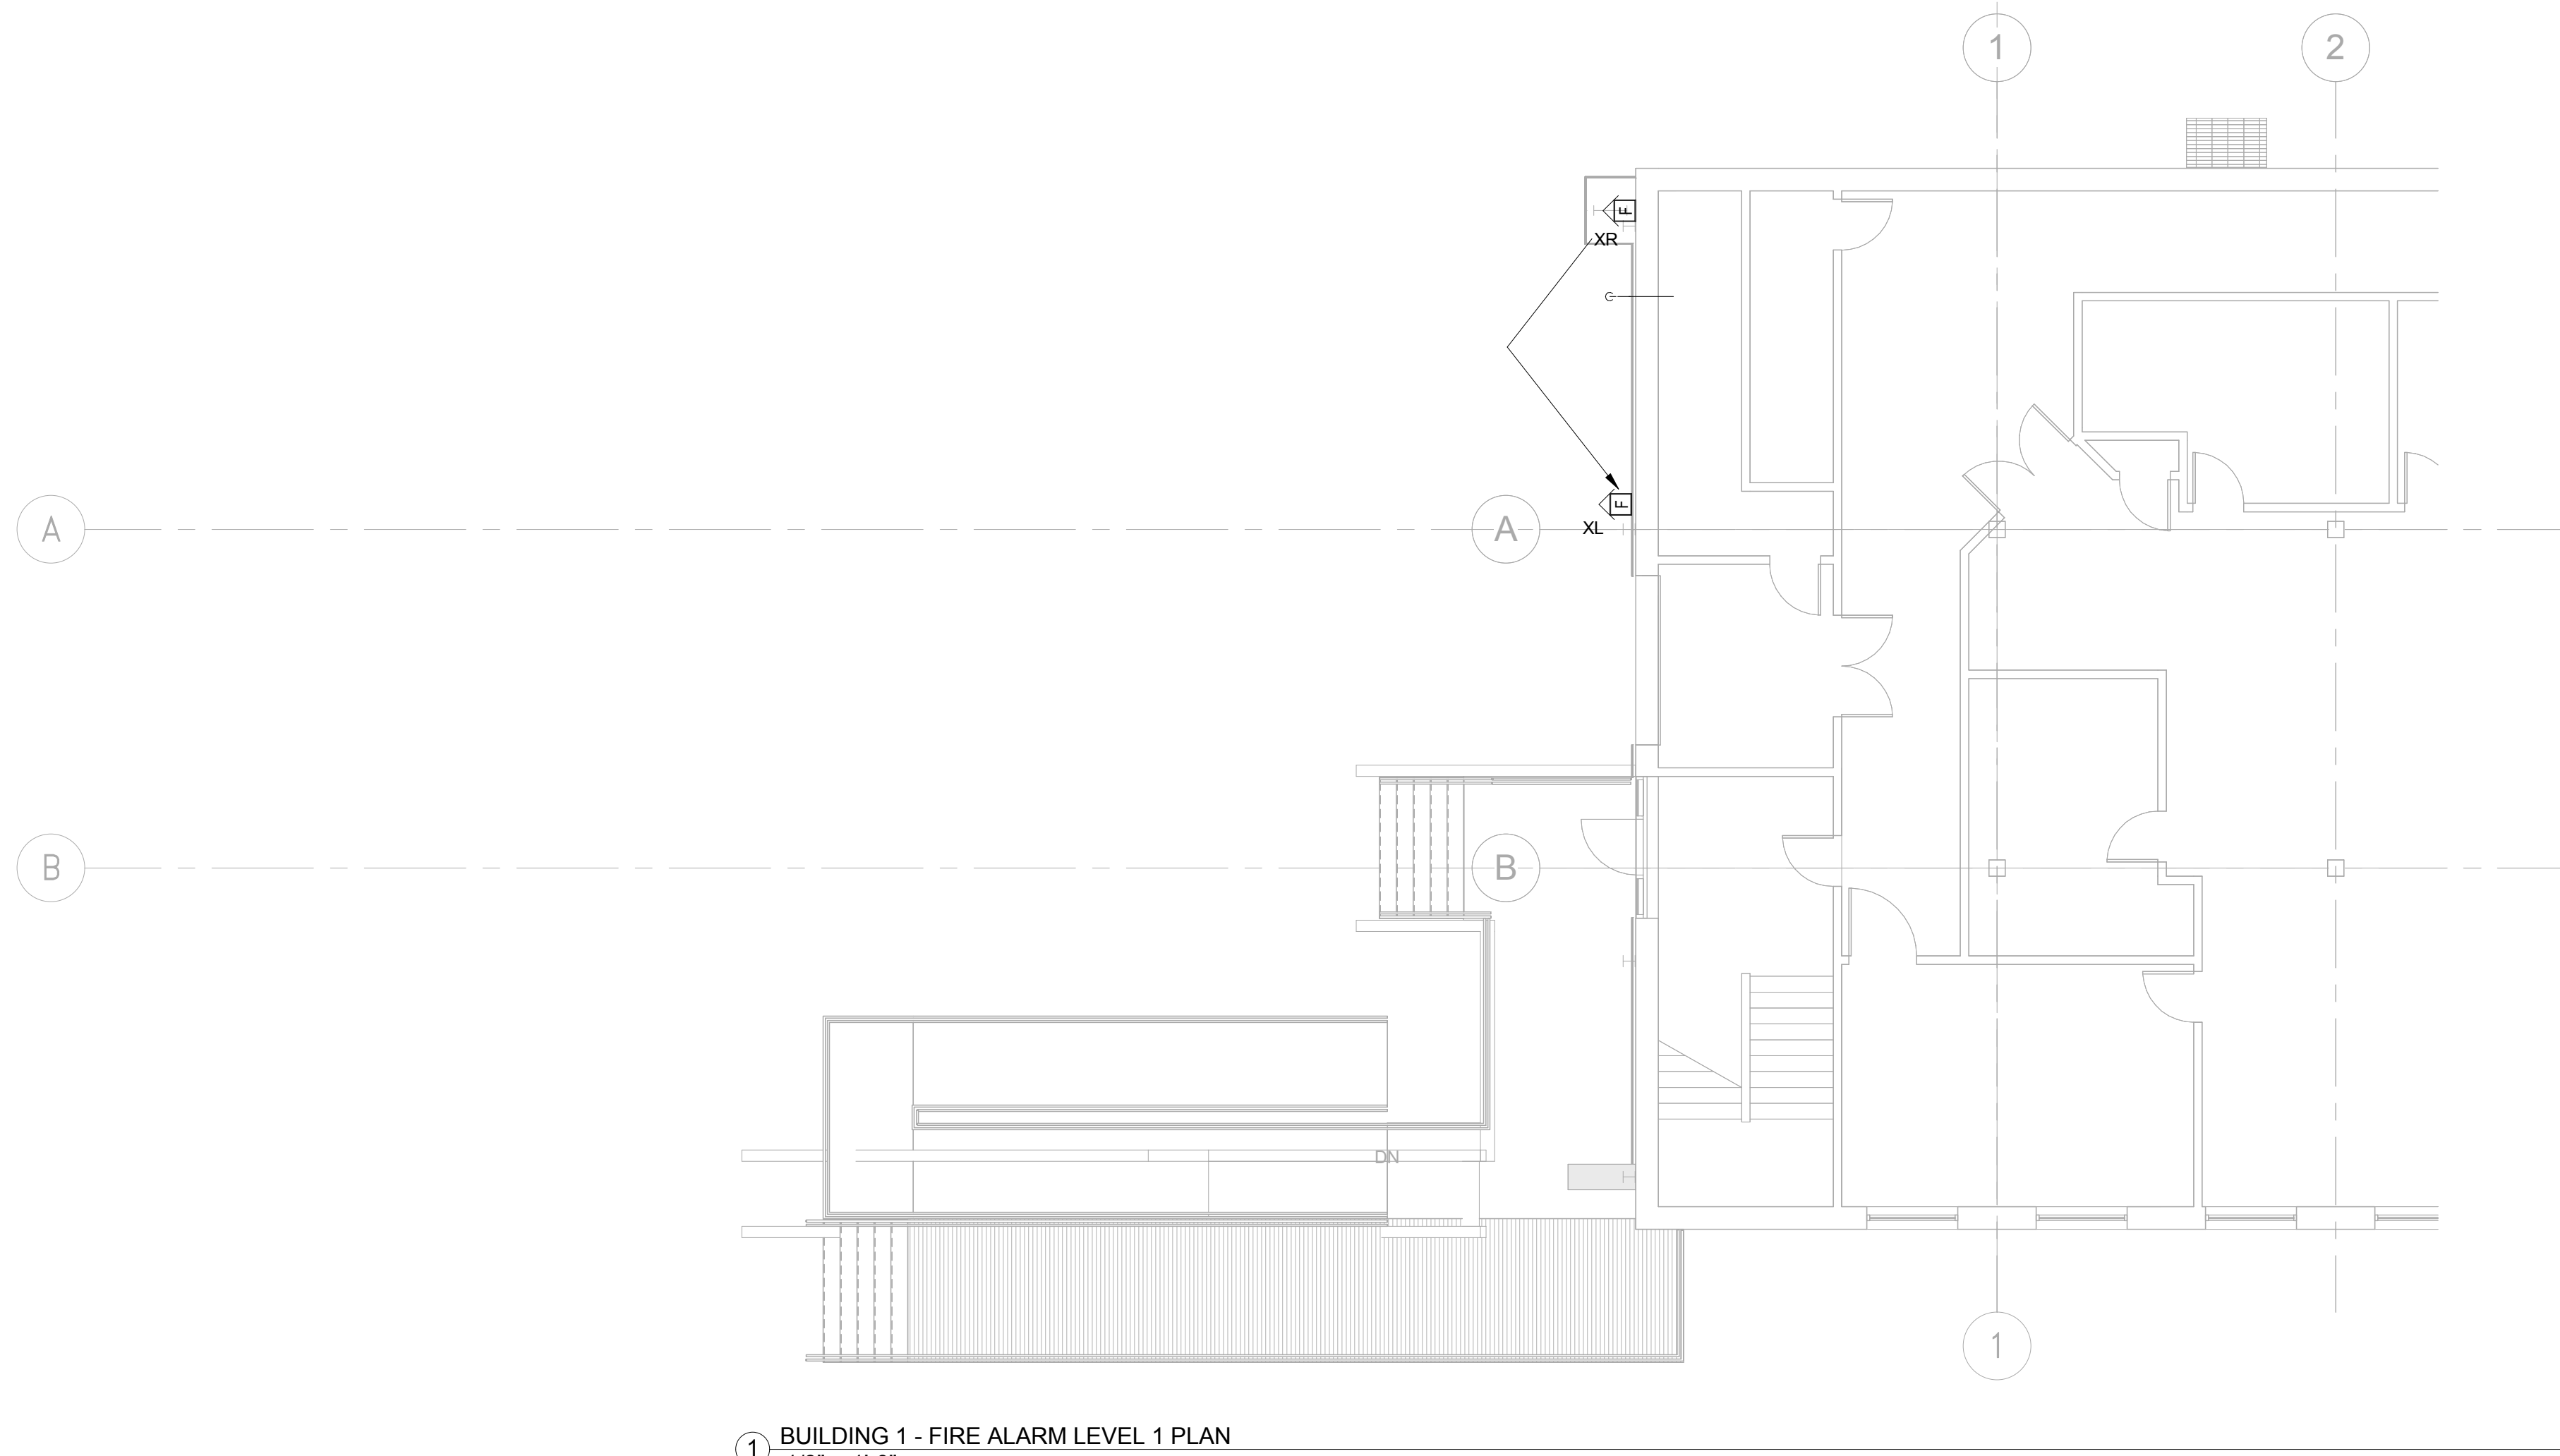 1
2
F
XR
F
XL
A
A
B
B
DN
1
1
BUILDING 1 - FIRE ALARM LEVEL 1 PLAN